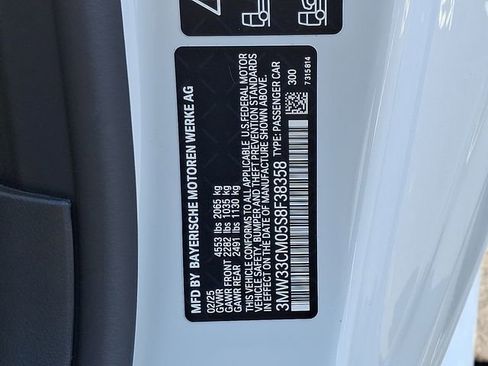 MFD BY BAYERISCHE MOTOREN WERKE AG
02/25
GVWR 4553 lbs 2065 kg
GAWR FRONT 2282 lbs 1035 kg
GAWR REAR 2491 lbs 1130 kg
THIS VEHICLE CONFORMS TO ALL APPLICABLE U.S. FEDERAL MOTOR
VEHICLE SAFETY, BUMPER AND THEFT PREVENTION STANDARDS
IN EFFECT ON THE DATE OF MANUFACTURE SHOWN ABOVE.
3MW33CM05S8F38358 TYPE: PASSENGER CAR
300
7315814